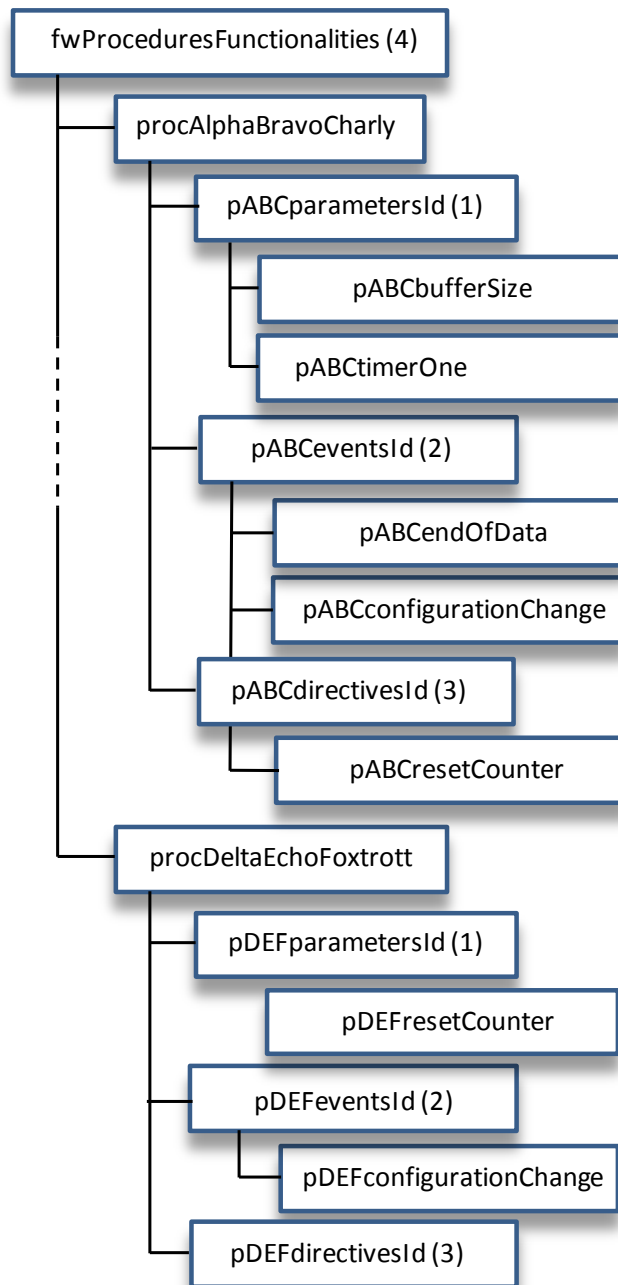 fwProceduresFunctionalities (4)
procAlphaBravoCharly
pABCparametersId (1)
pABCbufferSize
pABCtimerOne
pABCeventsId (2)
pABCendOfData
pABCconfigurationChange
pABCdirectivesId (3)
pABCresetCounter
procDeltaEchoFoxtrott
pDEFparametersId (1)
pDEFresetCounter
pDEFeventsId (2)
pDEFconfigurationChange
pDEFdirectivesId (3)